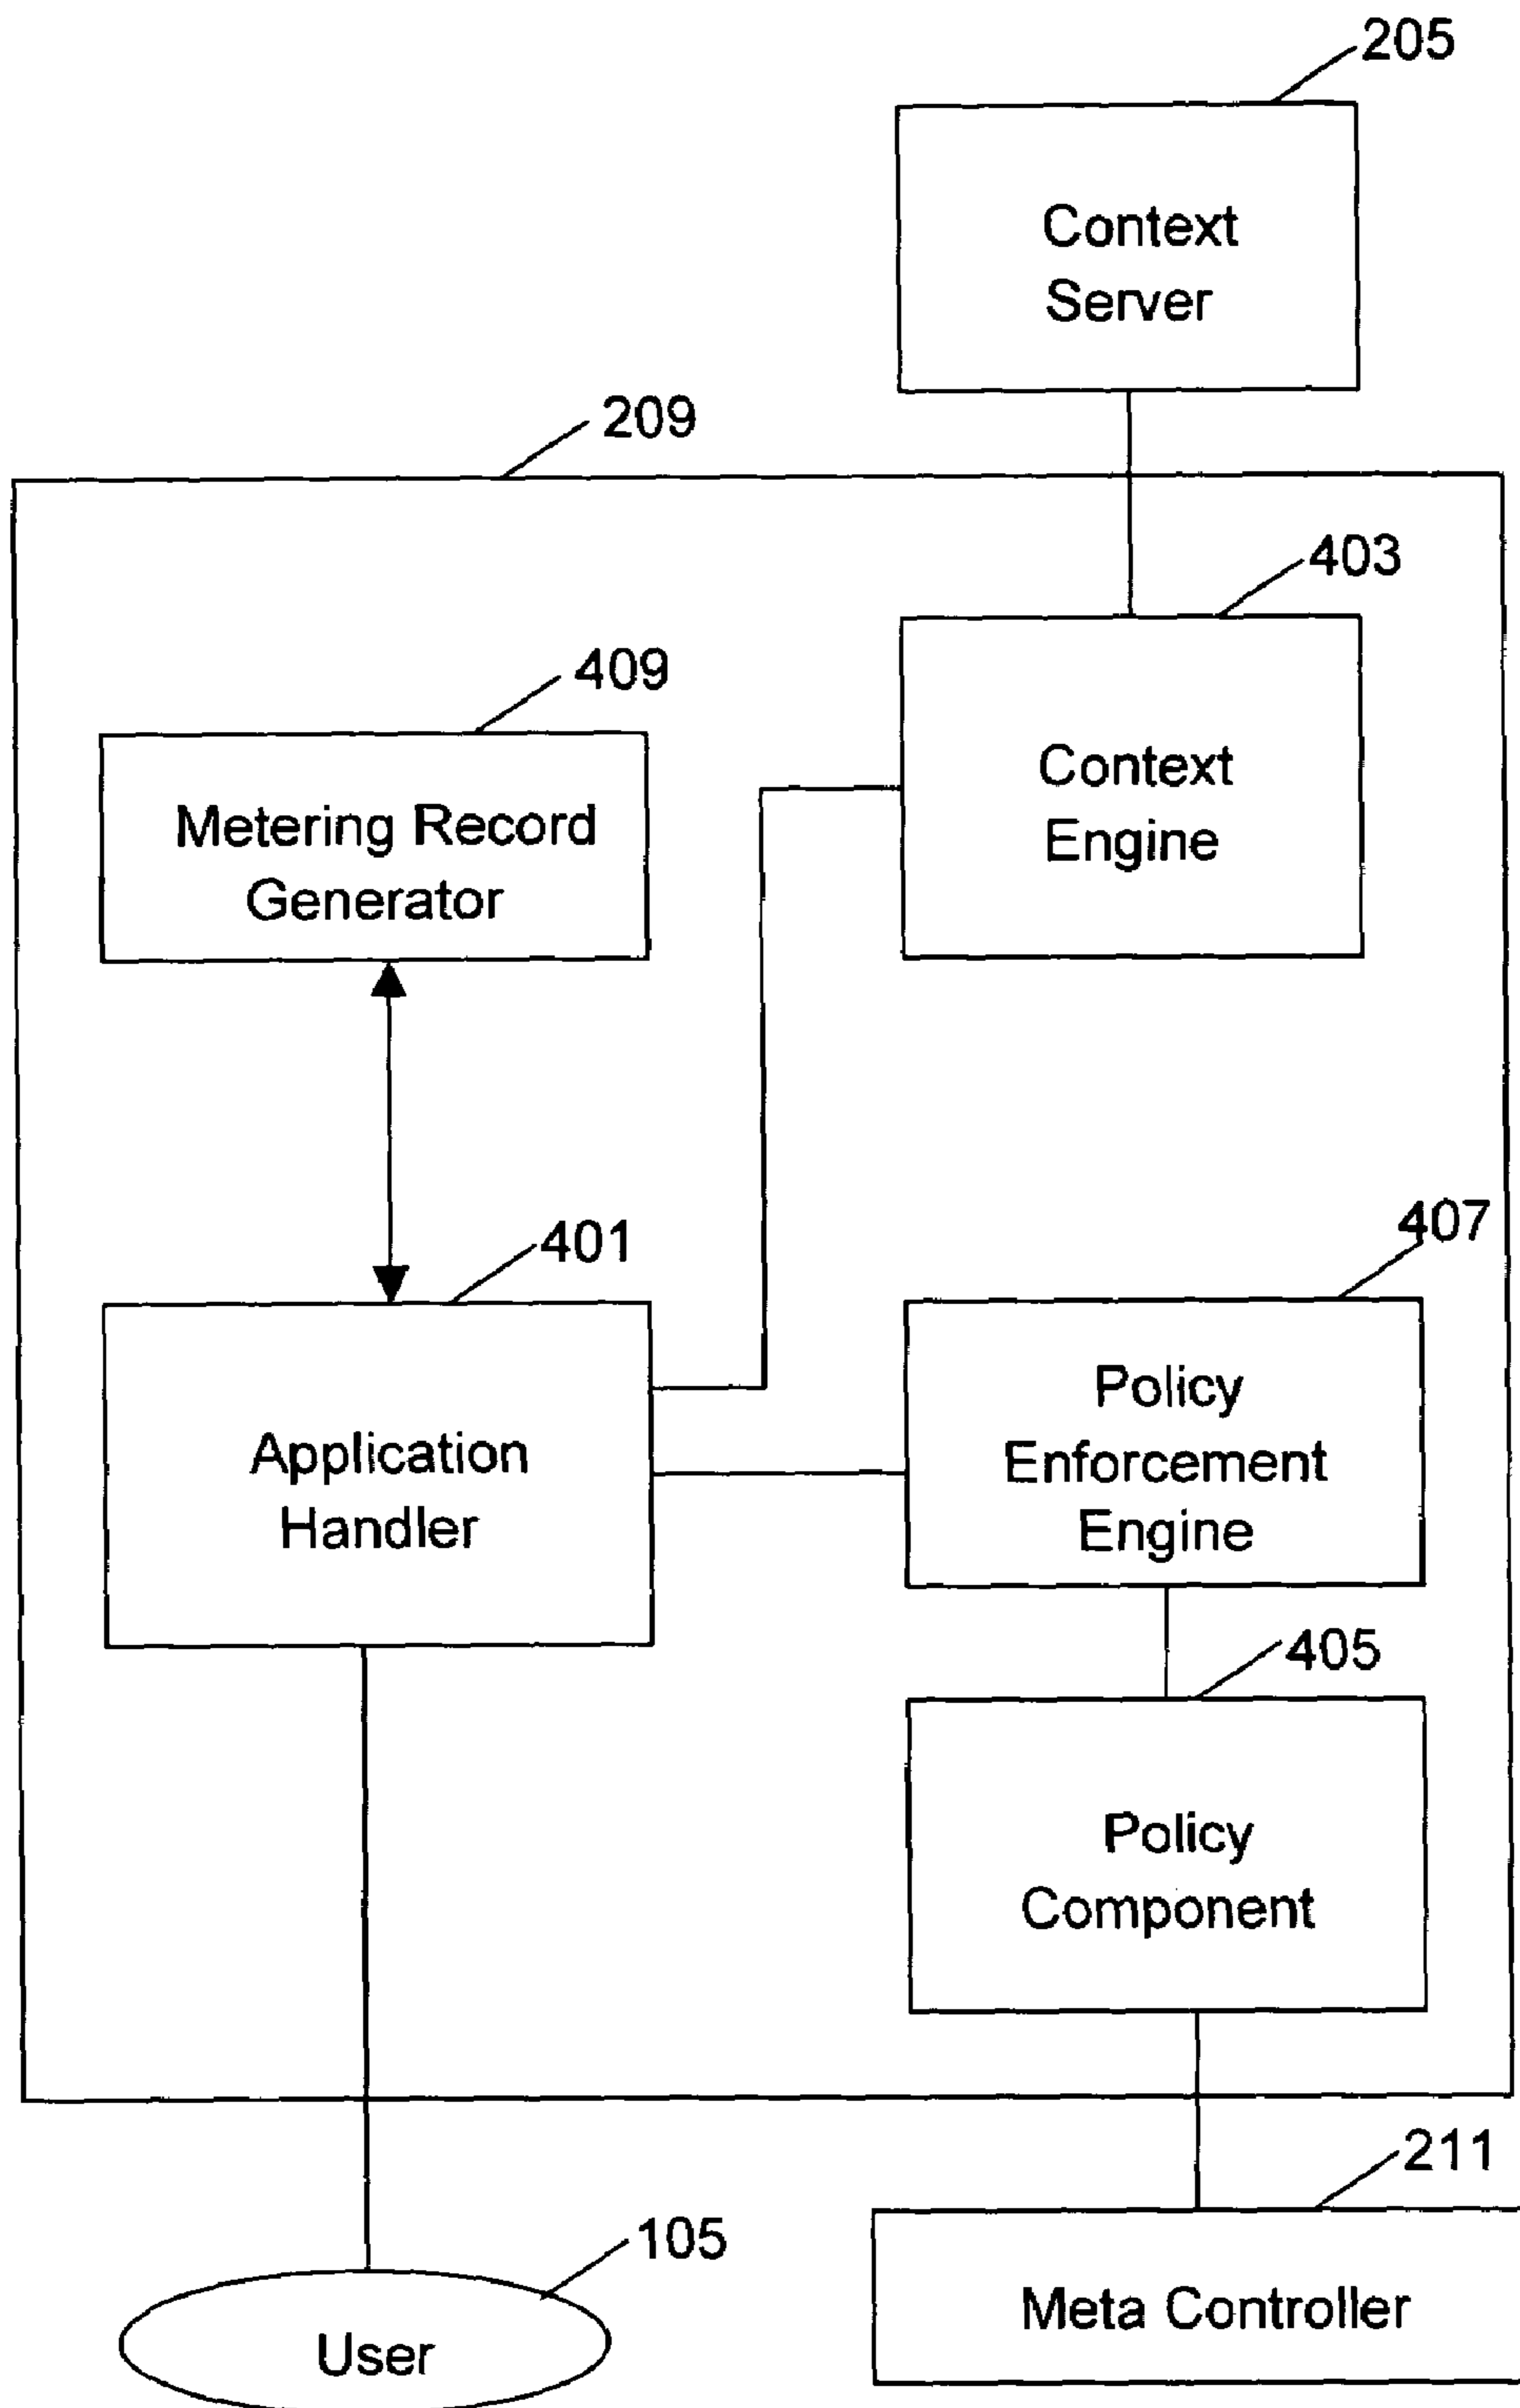 205
Context
Server
209
403
409
Context
Engine
Metering Record
Generator
401
407
Application
Handler
Policy
Enforcement
Engine
405
Policy
Component
211
105
Meta Controller
User